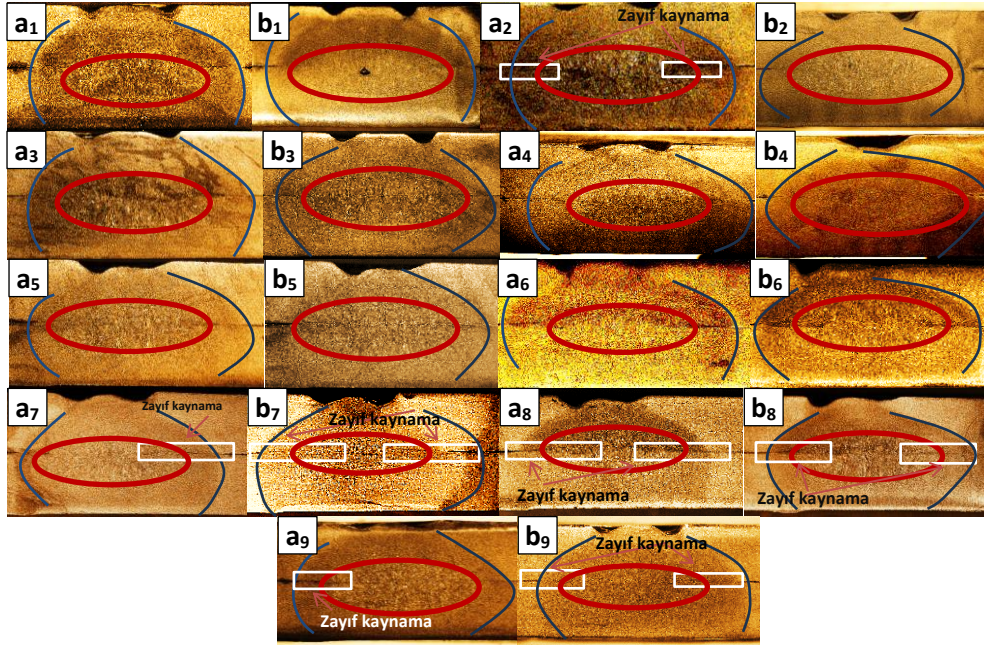 a1
b1
a2
Zayıf kaynama
b2
a3
b3
a4
b4
a5
b5
a6
b6
a7
Zayıf kaynama
b7
Zayıf kaynama
a8
Zayıf kaynama
b8
Zayıf kaynama
a9
Zayıf kaynama
b9
Zayıf kaynama